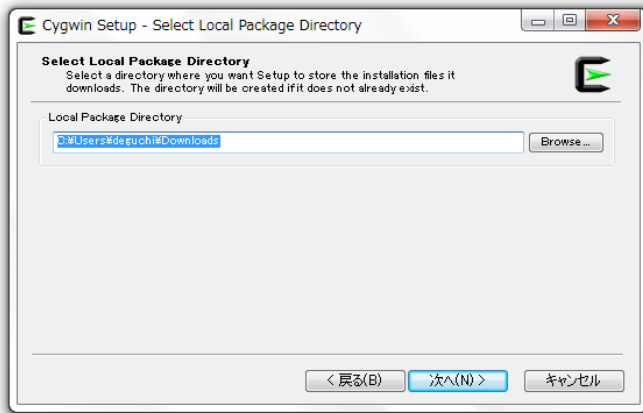 Cygwin Setup - Select Local Package Directory
Select Local Package Directory
Select a directory where you want Setup to store the installation files it
downloads. The directory will be created if it does not already exist.
Local Package Directory
C:¥Users¥deguchi¥Downloads
Browse...
< 戻る(B)
次へ(N) >
キャンセル